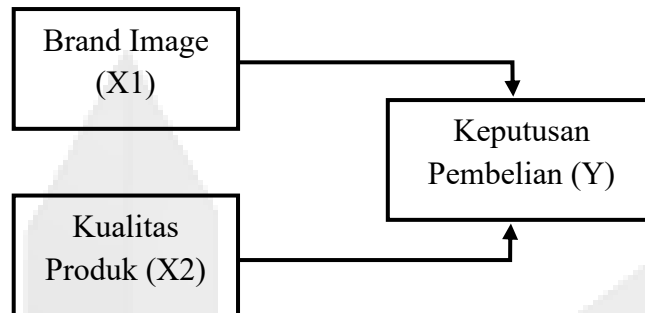 Brand Image
(X1)
Keputusan
Pembelian (Y)
Kualitas
Produk (X2)